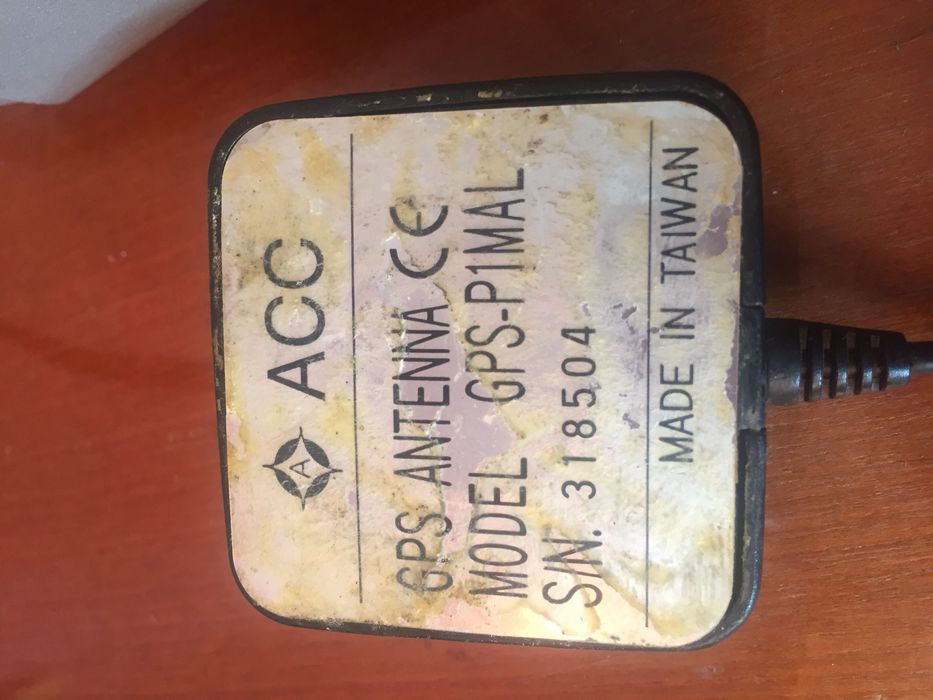 A ACC
GPS ANTENNA CE
MODEL GPS-P1MAL
S/N. 318504
MADE IN TAIWAN